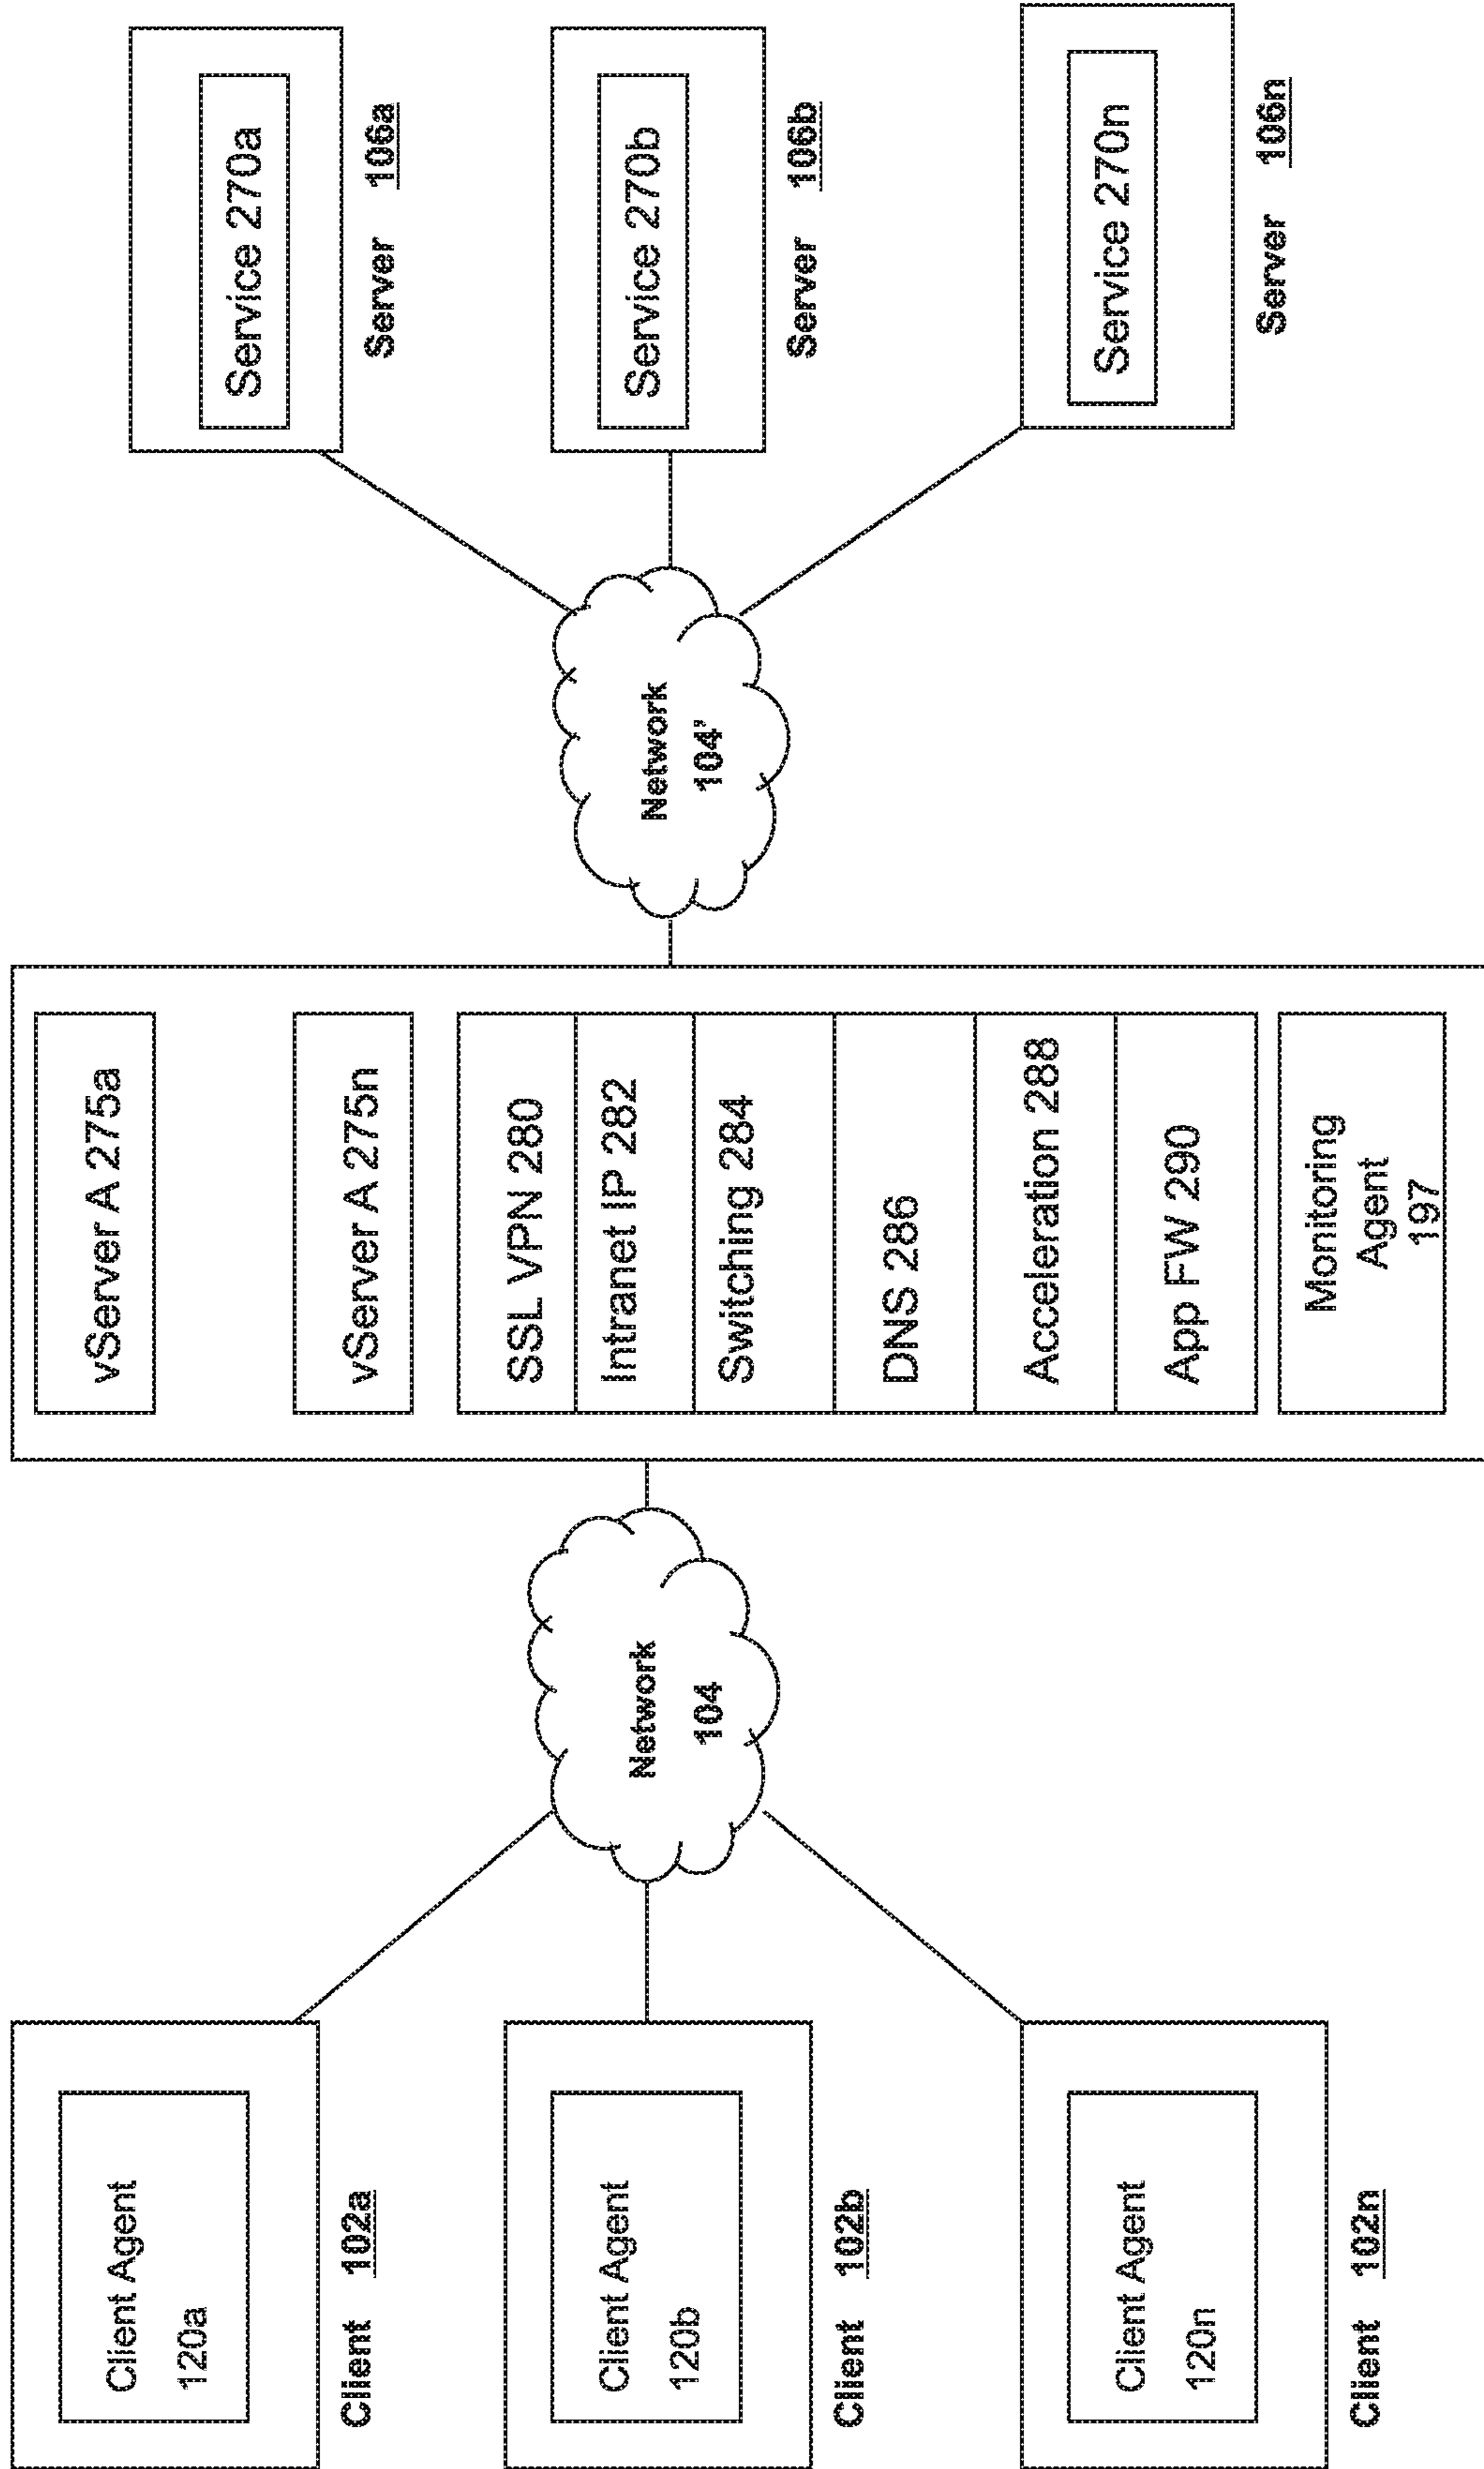 Client Agent
120a
Client 102a
Client Agent
120b
Client 102b
Client Agent
120n
Client 102n
Network
104
vServer A 275a
vServer A 275n
SSL VPN 280
Intranet IP 282
Switching 284
DNS 286
Acceleration 288
App FW 290
Monitoring
Agent
197
Network
104'
Service 270a
Server 106a
Service 270b
Server 106b
Service 270n
Server 106n